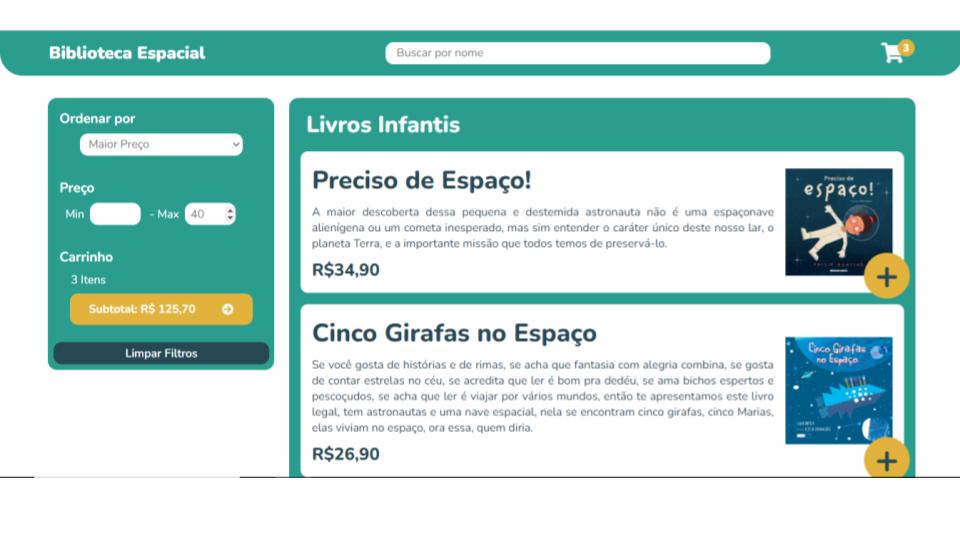 Biblioteca Espacial
Buscar por nome
3
Ordenar por
Maior Preço
Preço
Min - Max 40
Carrinho
3 Itens
Subtotal: R$ 125,70
Limpar Filtros
Livros Infantis
Preciso de Espaço!
A maior descoberta dessa pequena e destemida astronauta não é uma espaçonave
alienígena ou um cometa inesperado, mas sim entender o caráter único deste nosso lar, o
planeta Terra, e a importante missão que todos temos de preservá-lo.
R$34,90
Preciso de
espaço!
Cinco Girafas no Espaço
Se você gosta de histórias e de rimas, se acha que fantasia com alegria combina, se gosta
de contar estrelas no céu, se acredita que ler é bom pra dedéu, se ama bichos espertos e
pescoçudos, se acha que ler é viajar por vários mundos, então te apresentamos este livro
legal, tem astronautas e uma nave espacial, nela se encontram cinco girafas, cinco Marias,
elas viviam no espaço, ora essa, quem diria.
R$26,90
Cinco Girafas
no Espaço